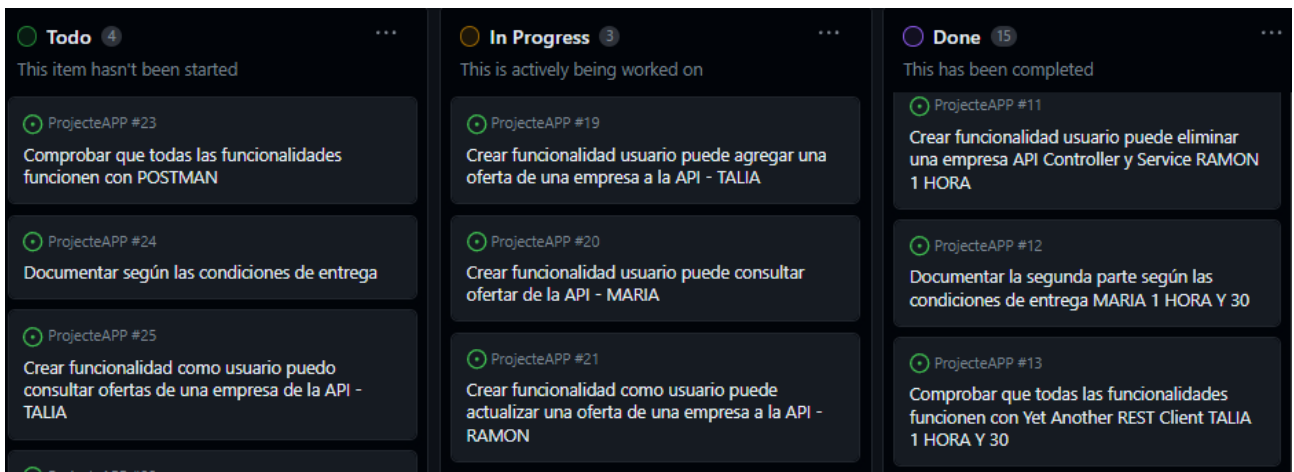 Todo 4 ...
This item hasn't been started
ProjecteAPP #23
Comprobar que todas las funcionalidades
funcionen con POSTMAN
ProjecteAPP #24
Documentar según las condiciones de entrega
ProjecteAPP #25
Crear funcionalidad como usuario puedo
consultar ofertas de una empresa de la API -
TALIA
In Progress 3 ...
This is actively being worked on
ProjecteAPP #19
Crear funcionalidad usuario puede agregar una
oferta de una empresa a la API - TALIA
ProjecteAPP #20
Crear funcionalidad usuario puede consultar
ofertar de la API - MARIA
ProjecteAPP #21
Crear funcionalidad como usuario puede
actualizar una oferta de una empresa a la API -
RAMON
Done 15 ...
This has been completed
ProjecteAPP #11
Crear funcionalidad usuario puede eliminar
una empresa API Controller y Service RAMON
1 HORA
ProjecteAPP #12
Documentar la segunda parte según las
condiciones de entrega MARIA 1 HORA Y 30
ProjecteAPP #13
Comprobar que todas las funcionalidades
funcionen con Yet Another REST Client TALIA
1 HORA Y 30